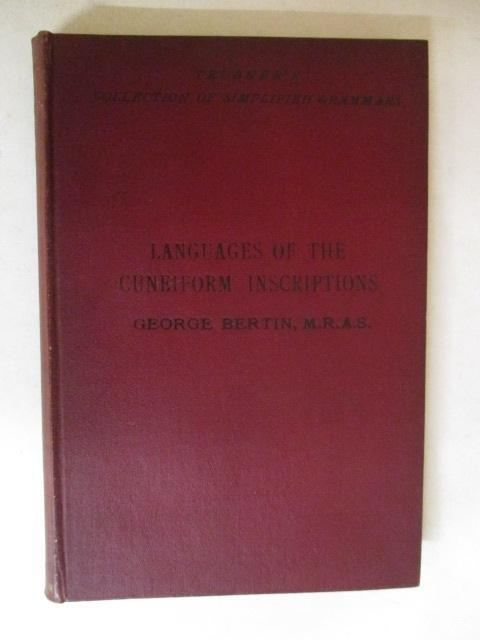 TRÜBNER'S
COLLECTION OF SIMPLIFIED GRAMMARS.
LANGUAGES OF THE
CUNEIFORM INSCRIPTIONS
GEORGE BERTIN, M.R.A.S.